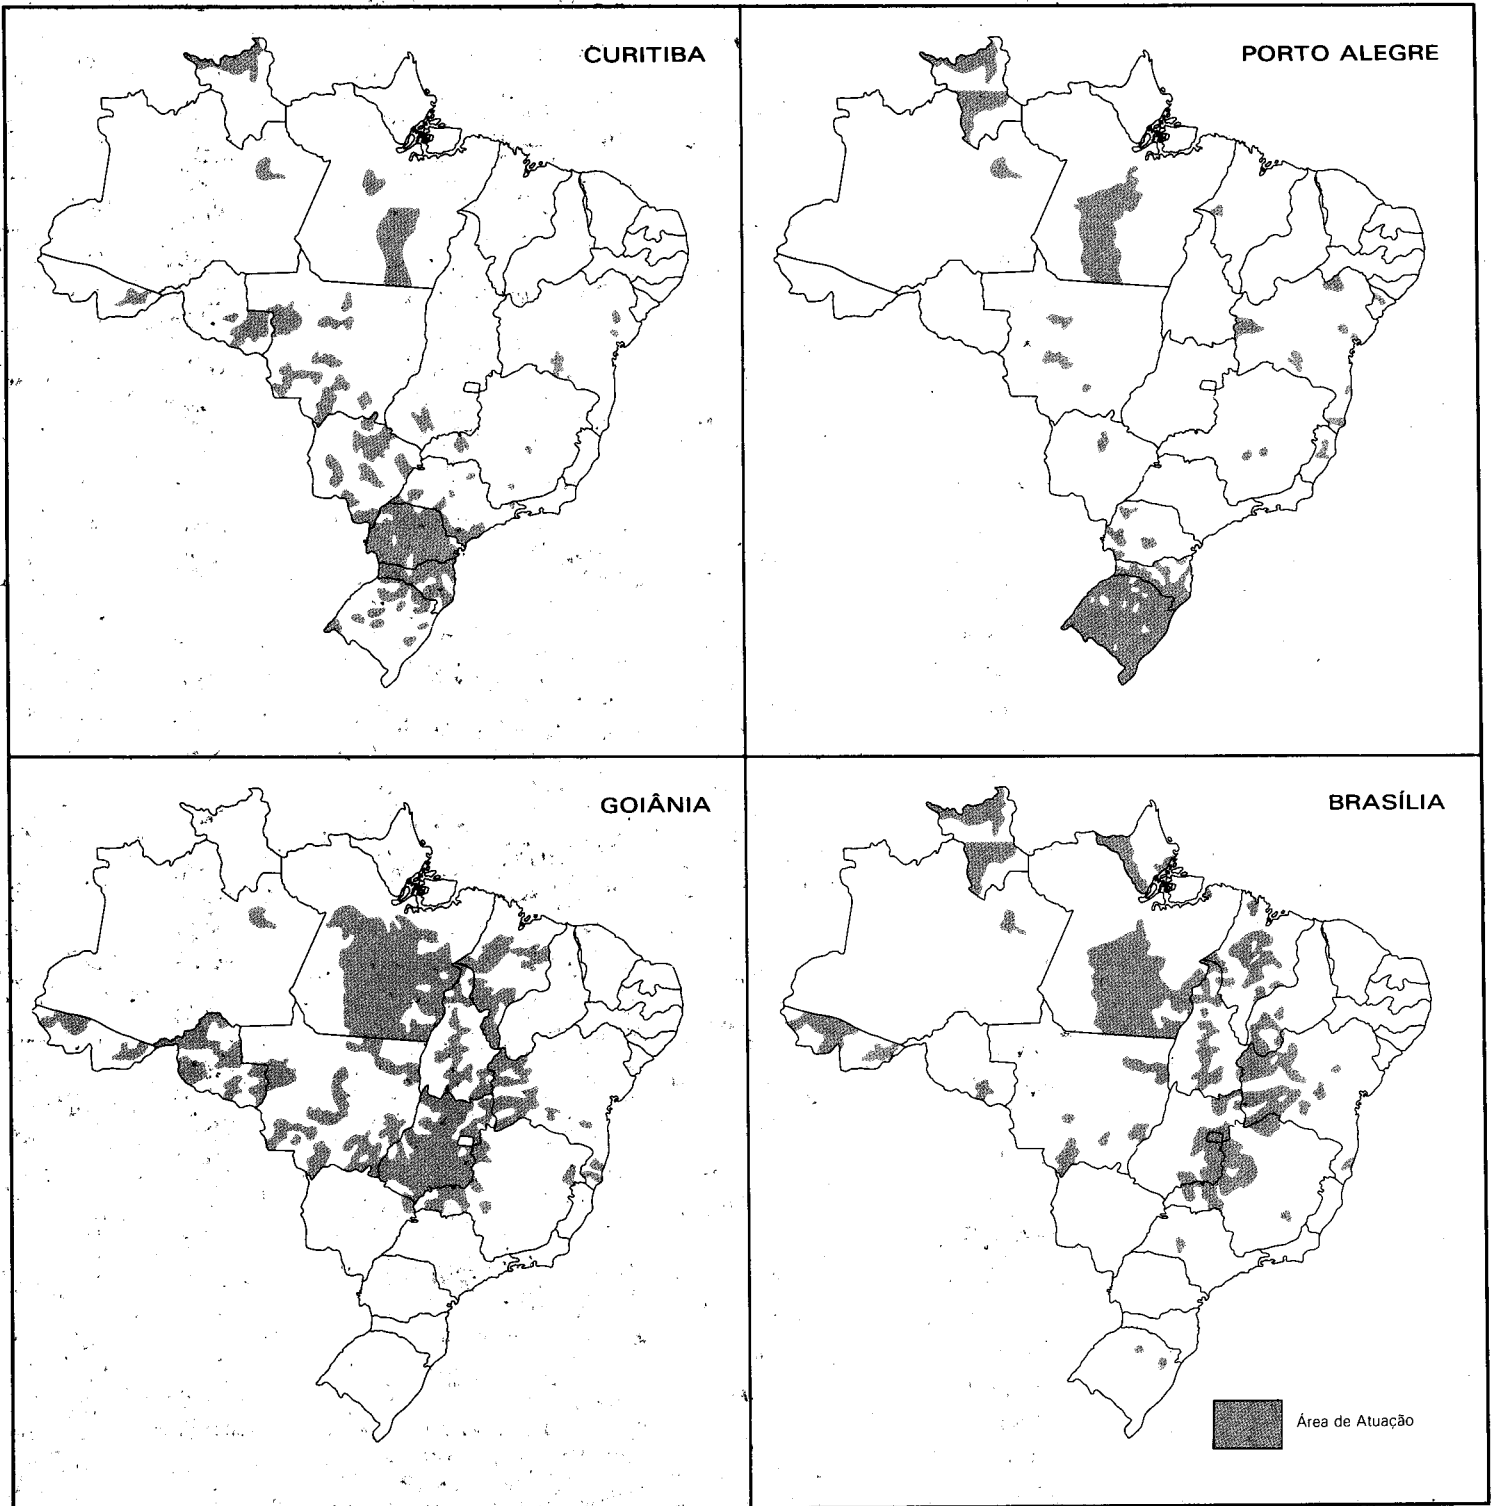 CURITIBA
PORTO ALEGRE
GOIÂNIA
BRASÍLIA
Área de Atuação